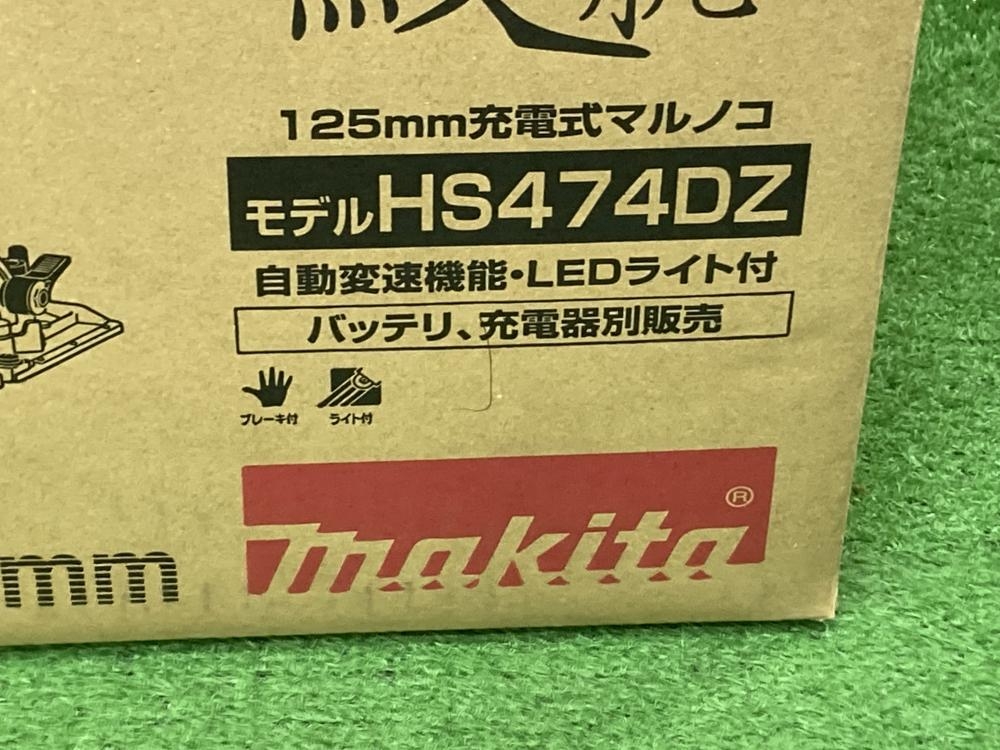 125mm充電式マルノコ
モデルHS474DZ
自動変速機能・LEDライト付
バッテリ、充電器別販売
ブレーキ付 ライト付
makita®
mm